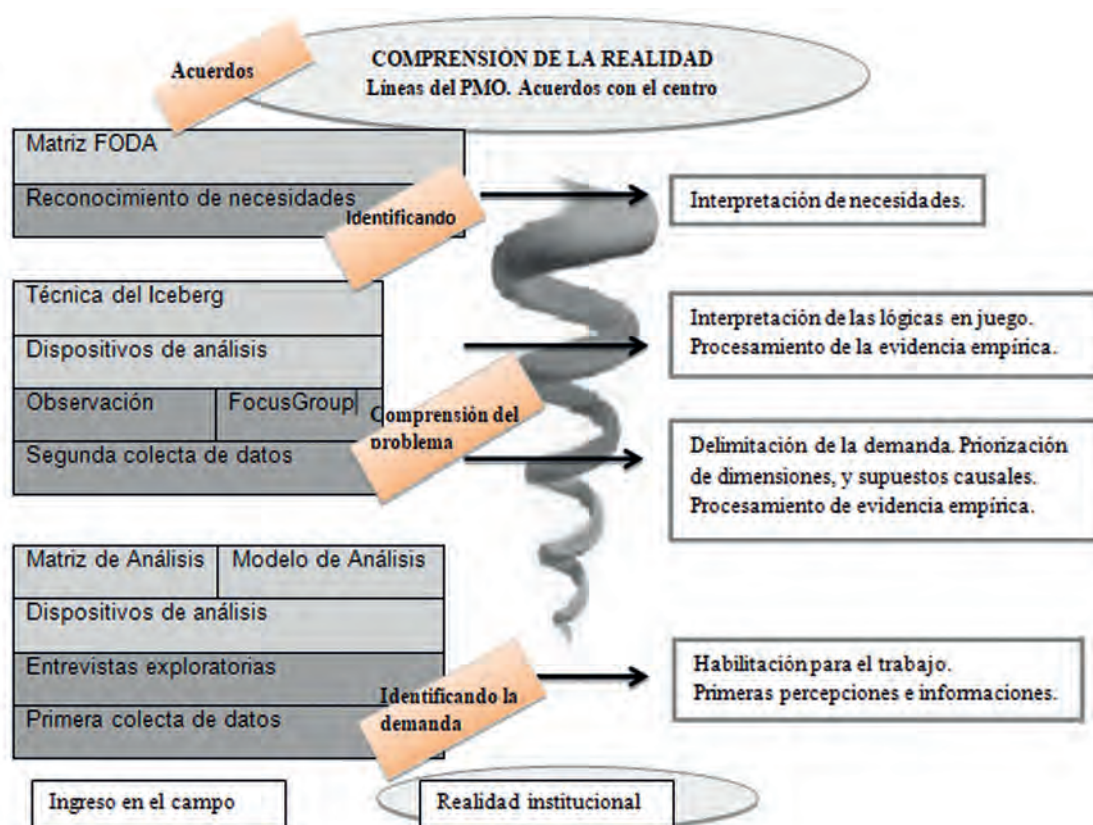 COMPRENSIÓN DE LA REALIDAD
Líneas del PMO. Acuerdos con el centro
Acuerdos
Matriz FODA
Reconocimiento de necesidades
Identificando
Interpretación de necesidades.
Técnica del Iceberg
Dispositivos de análisis
Observación
FocusGroup
Segunda colecta de datos
Comprensión del
problema
Interpretación de las lógicas en juego.
Procesamiento de la evidencia empírica.
Delimitación de la demanda. Priorización
de dimensiones, y supuestos causales.
Procesamiento de evidencia empírica.
Matriz de Análisis
Modelo de Análisis
Dispositivos de análisis
Entrevistas exploratorias
Primera colecta de datos
Identificando la
demanda
Habilitación para el trabajo.
Primeras percepciones e informaciones.
Ingreso en el campo
Realidad institucional